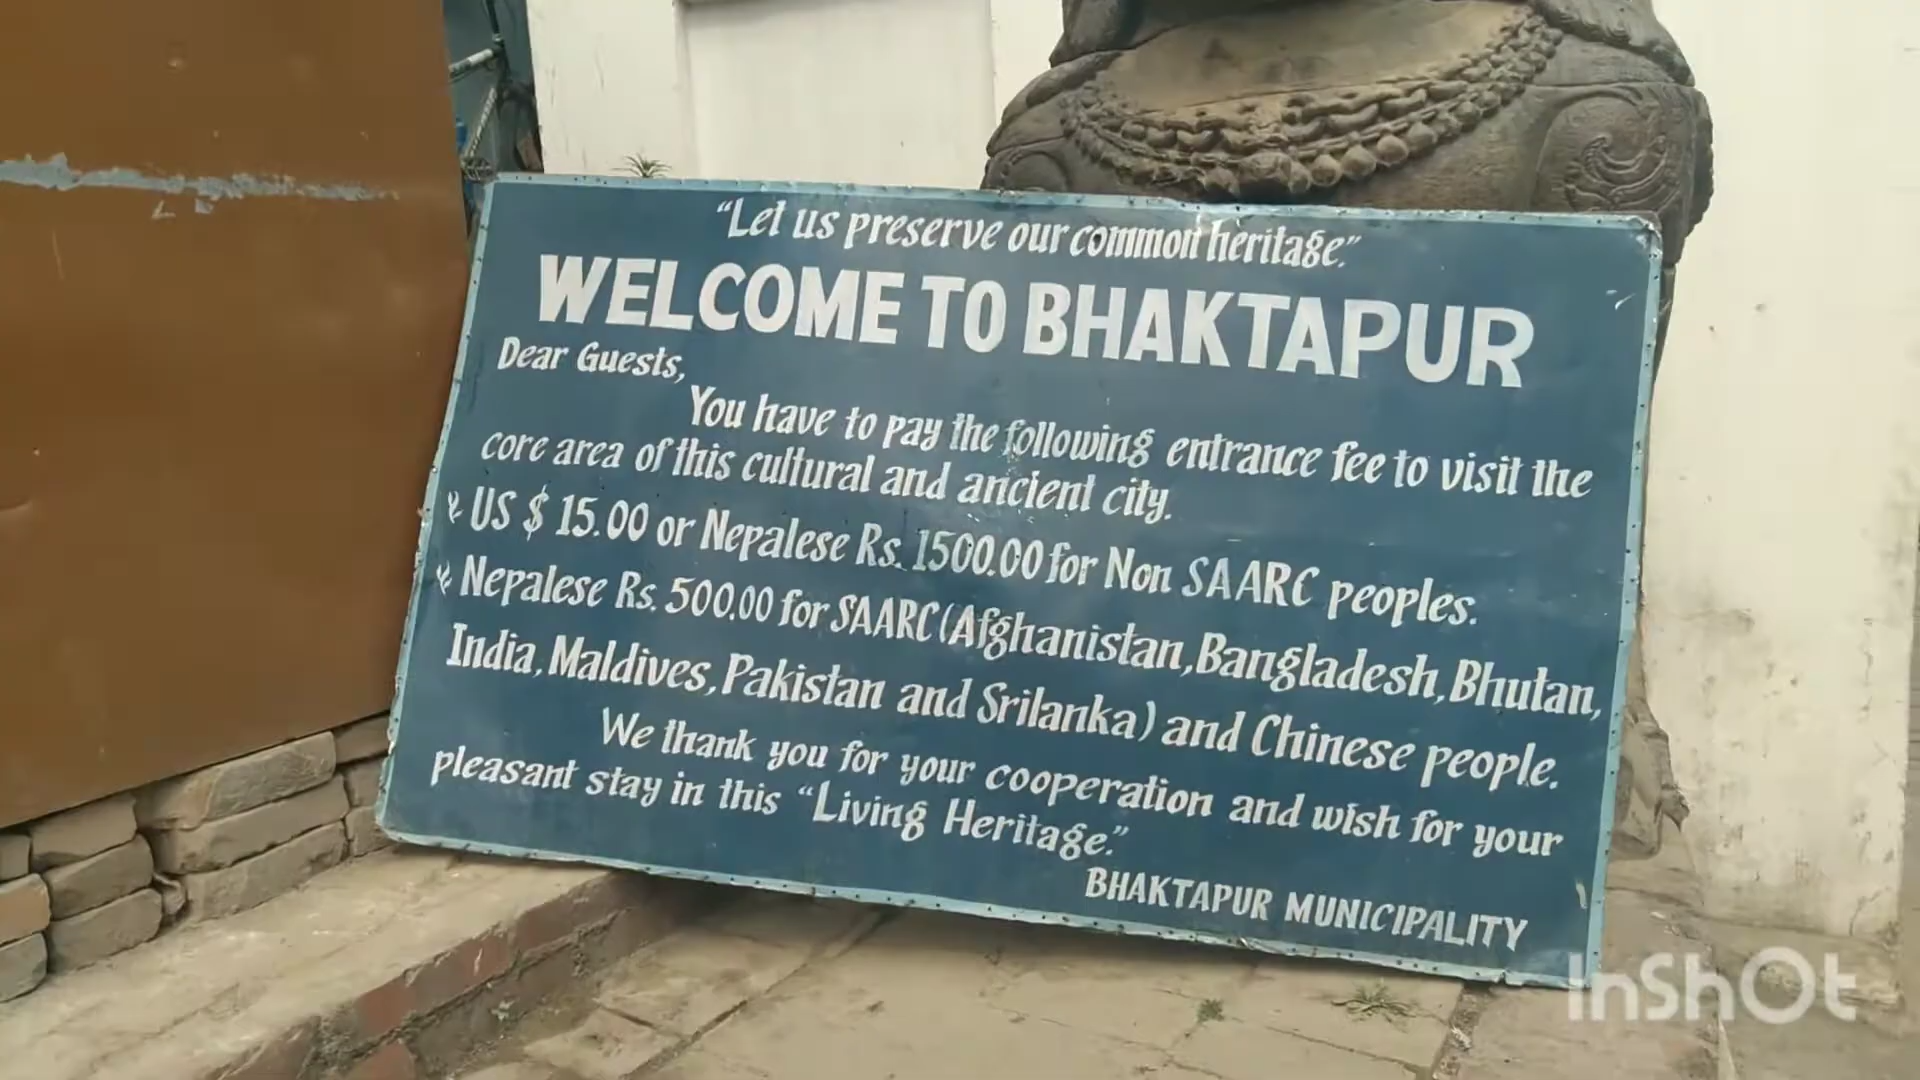 “Let us preserve our common heritage.”
WELCOME TO BHAKTAPUR
Dear Guests,
You have to pay the following entrance fee to visit the
core area of this cultural and ancient city.
US $ 15.00 or Nepalese Rs. 1500.00 for Non SAARC peoples.
Nepalese Rs. 500.00 for SAARC (Afghanistan, Bangladesh, Bhutan,
India, Maldives, Pakistan and Srilanka) and Chinese people.
We thank you for your cooperation and wish for your
pleasant stay in this “Living Heritage.”
BHAKTAPUR MUNICIPALITY
InShOt